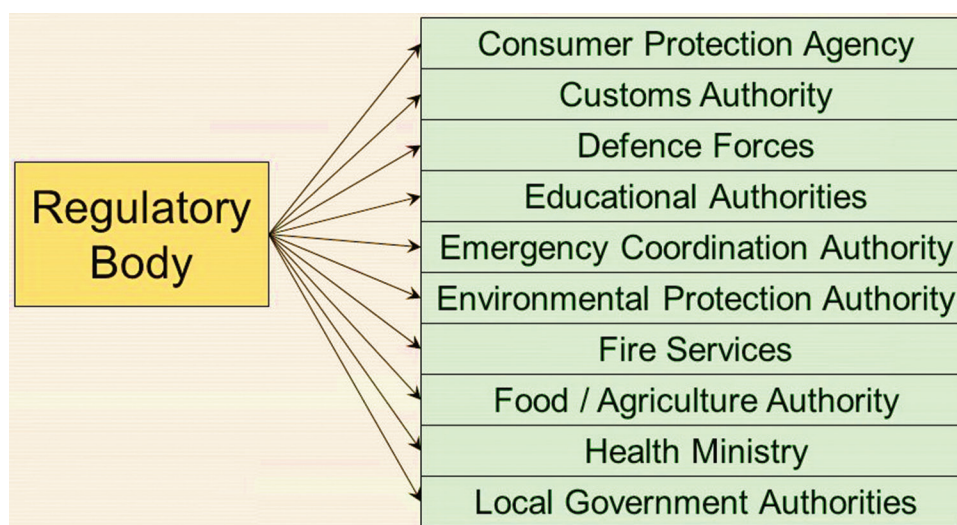 Regulatory
Body
Consumer Protection Agency
Customs Authority
Defence Forces
Educational Authorities
Emergency Coordination Authority
Environmental Protection Authority
Fire Services
Food / Agriculture Authority
Health Ministry
Local Government Authorities